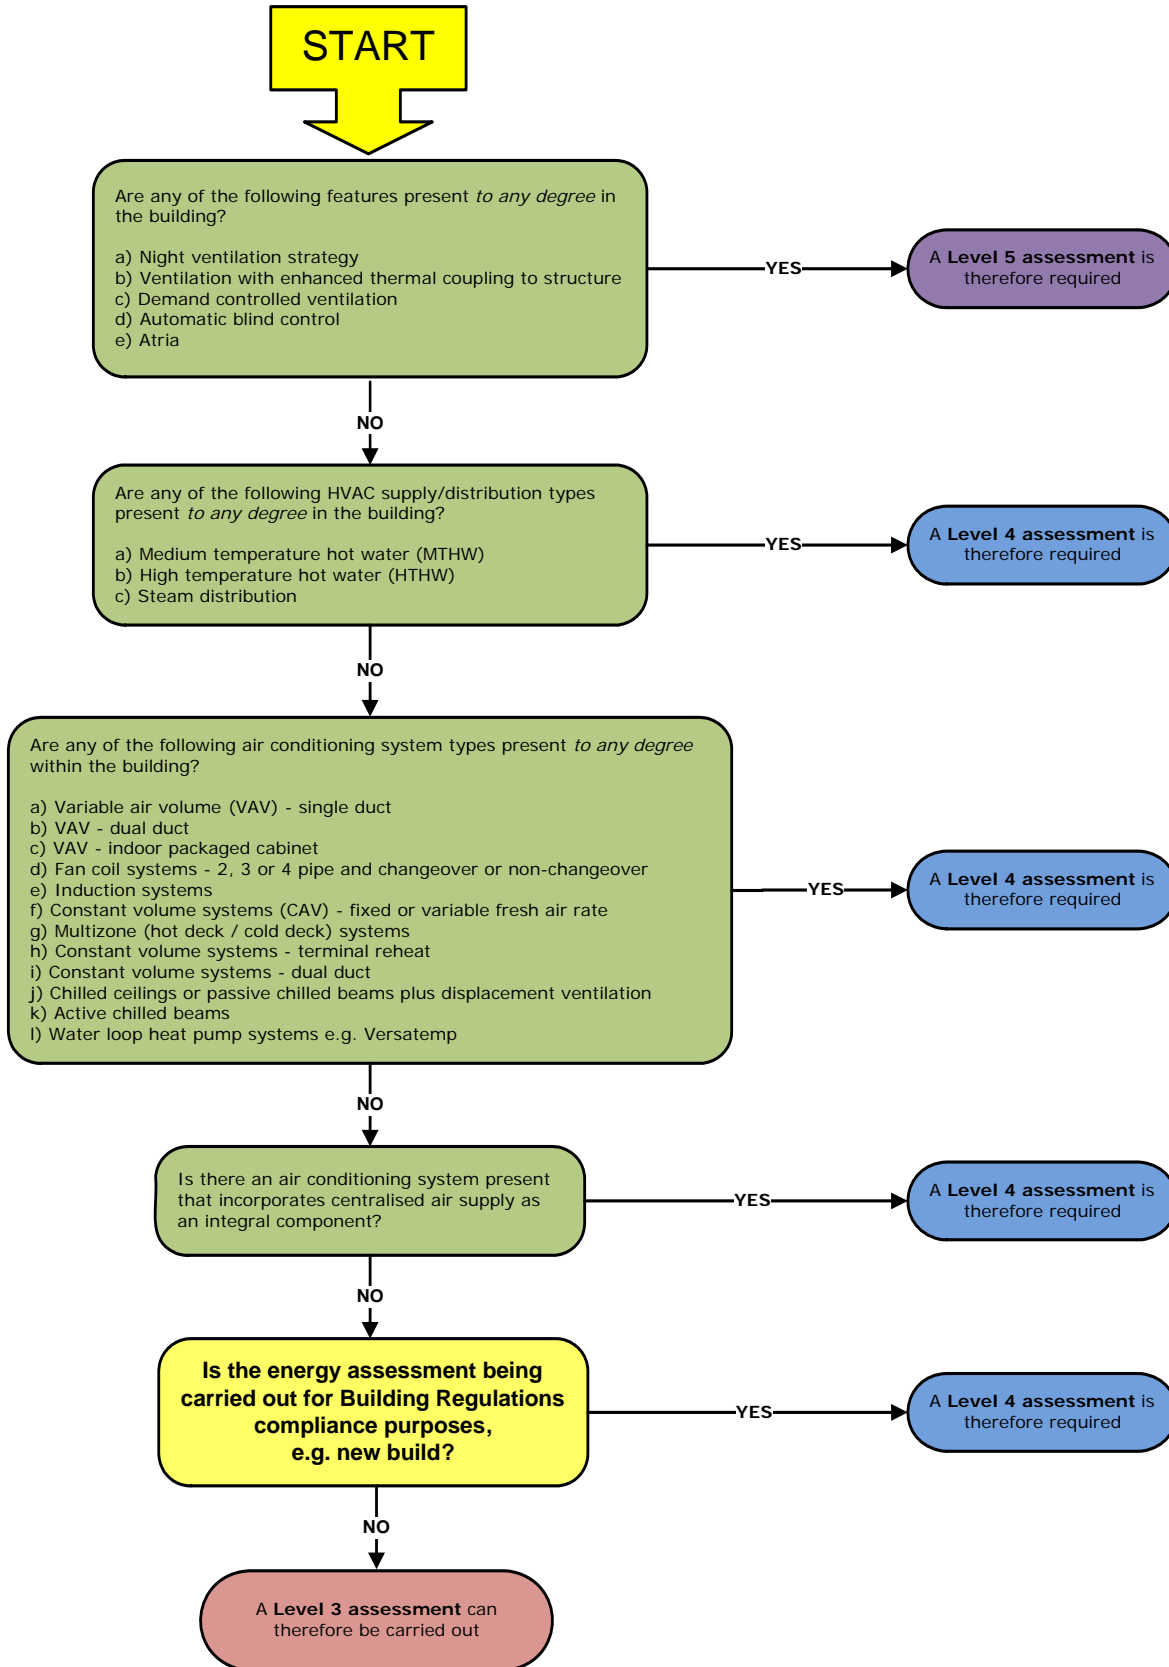 START
Are any of the following features present to any degree in
the building?
a) Night ventilation strategy
b) Ventilation with enhanced thermal coupling to structure
c) Demand controlled ventilation
d) Automatic blind control
e) Atria
YES
A Level 5 assessment is
therefore required
NO
Are any of the following HVAC supply/distribution types
present to any degree in the building?
a) Medium temperature hot water (MTHW)
b) High temperature hot water (HTHW)
c) Steam distribution
YES
A Level 4 assessment is
therefore required
NO
Are any of the following air conditioning system types present to any degree
within the building?
a) Variable air volume (VAV) - single duct
b) VAV - dual duct
c) VAV - indoor packaged cabinet
d) Fan coil systems - 2, 3 or 4 pipe and changeover or non-changeover
e) Induction systems
f) Constant volume systems (CAV) - fixed or variable fresh air rate
g) Multizone (hot deck / cold deck) systems
h) Constant volume systems - terminal reheat
i) Constant volume systems - dual duct
j) Chilled ceilings or passive chilled beams plus displacement ventilation
k) Active chilled beams
l) Water loop heat pump systems e.g. Versatemp
YES
A Level 4 assessment is
therefore required
NO
Is there an air conditioning system present
that incorporates centralised air supply as
an integral component?
YES
A Level 4 assessment is
therefore required
NO
Is the energy assessment being
carried out for Building Regulations
compliance purposes,
e.g. new build?
YES
A Level 4 assessment is
therefore required
NO
A Level 3 assessment can
therefore be carried out